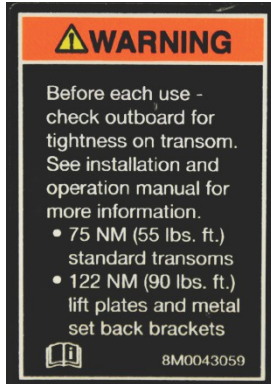 WARNING
Before each use -
check outboard for
tightness on transom.
See installation and
operation manual for
more information.
• 75 NM (55 lbs. ft.)
standard transoms
• 122 NM (90 lbs. ft.)
lift plates and metal
set back brackets
8M0043059